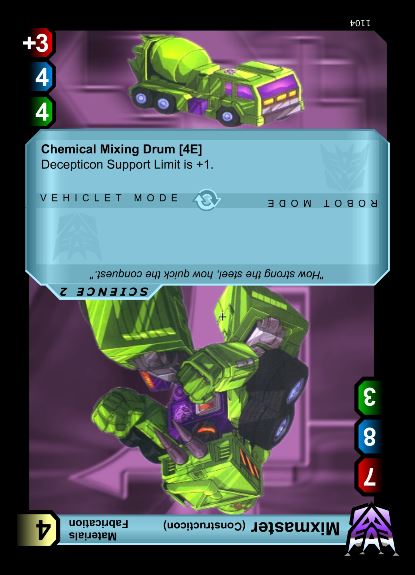 1104
+3
4
4
Chemical Mixing Drum [4E]
Decepticon Support Limit is +1.
VEHICLET MODE
ROBOT MODE
"How strong the steel, how quick the conquest."
SCIENCE 2
3
8
7
Mixmaster (Constructicon)
Materials
Fabrication
4